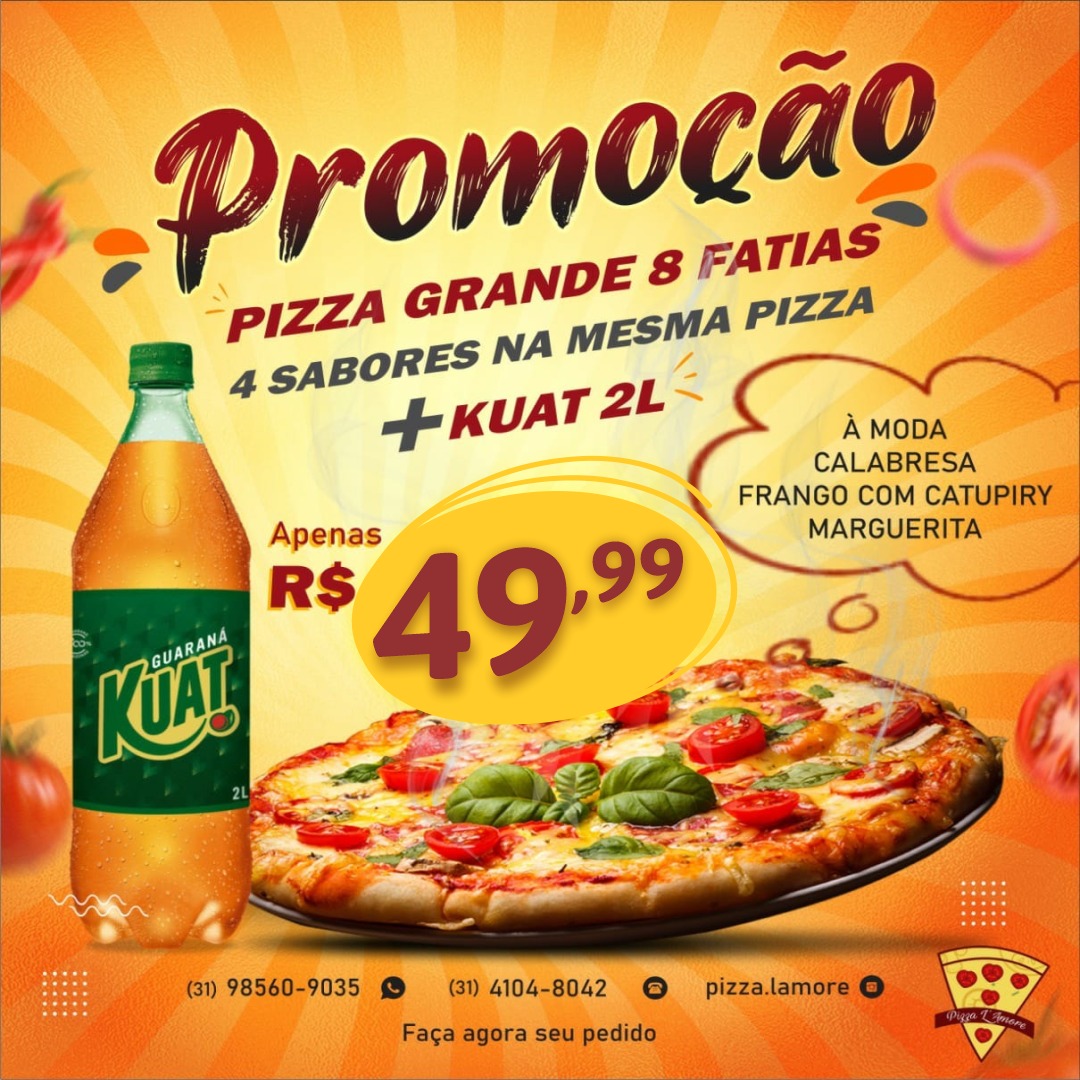 Promoção
PIZZA GRANDE 8 FATIAS
4 SABORES NA MESMA PIZZA
+ KUAT 2L
À MODA
CALABRESA
FRANGO COM CATUPIRY
MARGUERITA
Apenas
R$ 49,99
GUARANÁ
KUAT
2L
(31) 98560-9035
(31) 4104-8042
pizza.lamore
Faça agora seu pedido
Pizza L'Amore